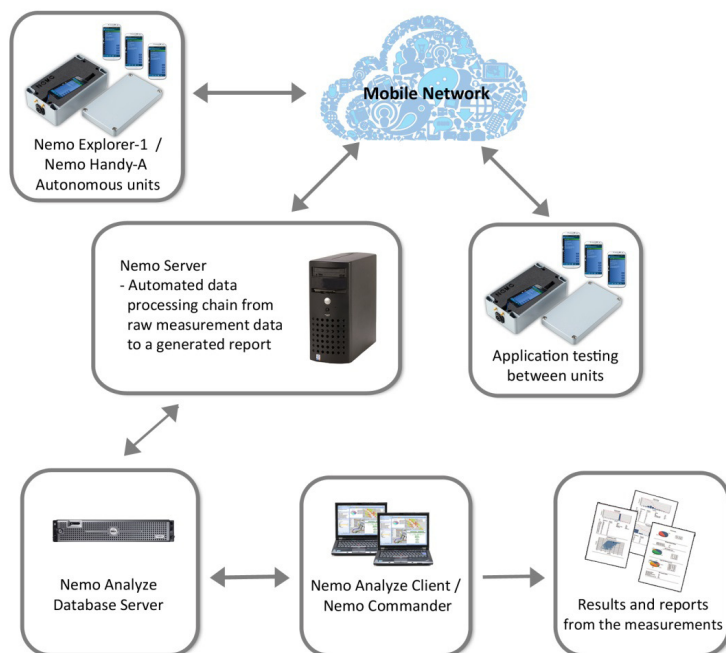 Nemo Explorer-1 /
Nemo Handy-A
Autonomous units
Mobile Network
Nemo Server
- Automated data
processing chain from
raw measurement data
to a generated report
Application testing
between units
Nemo Analyze
Database Server
Nemo Analyze Client /
Nemo Commander
Results and reports
from the measurements